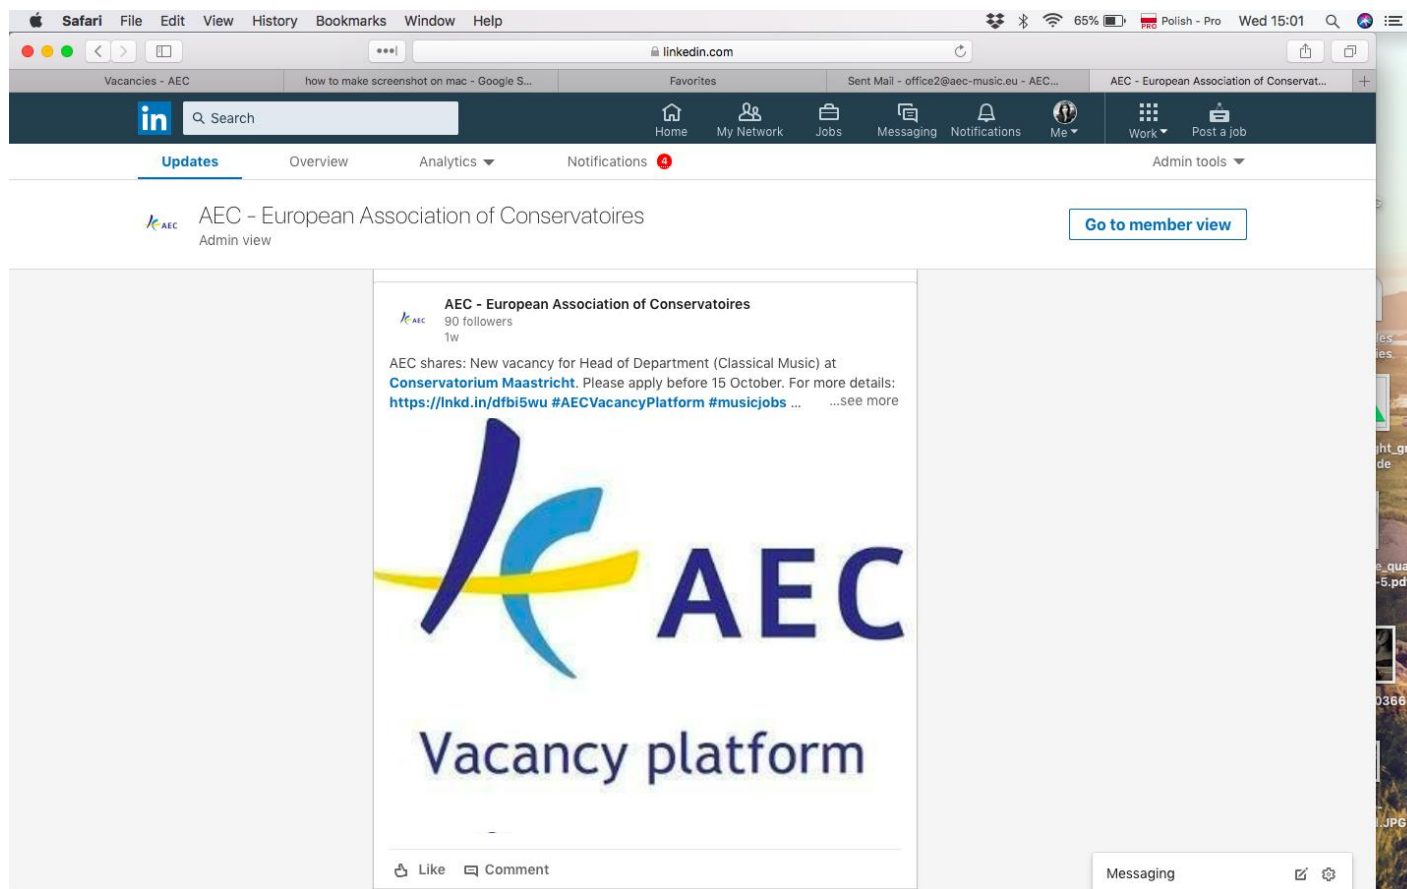 Safari File Edit View History Bookmarks Window Help 65% PRO Polish - Pro Wed 15:01
linkedin.com
Vacancies - AEC how to make screenshot on mac - Google S... Favorites Sent Mail - office2@aec-music.eu - AEC... AEC - European Association of Conservat...
in Search Home My Network Jobs Messaging Notifications Me Work Post a job
Updates Overview Analytics Notifications 4 Admin tools
AEC AEC - European Association of Conservatoires
Admin view
Go to member view
AEC - European Association of Conservatoires
AEC 90 followers
1w
AEC shares: New vacancy for Head of Department (Classical Music) at
Conservatorium Maastricht. Please apply before 15 October. For more details:
https://lnkd.in/dfbi5wu #AECVacancyPlatform #musicjobs ... ...see more
AEC
Vacancy platform
Like Comment
Messaging